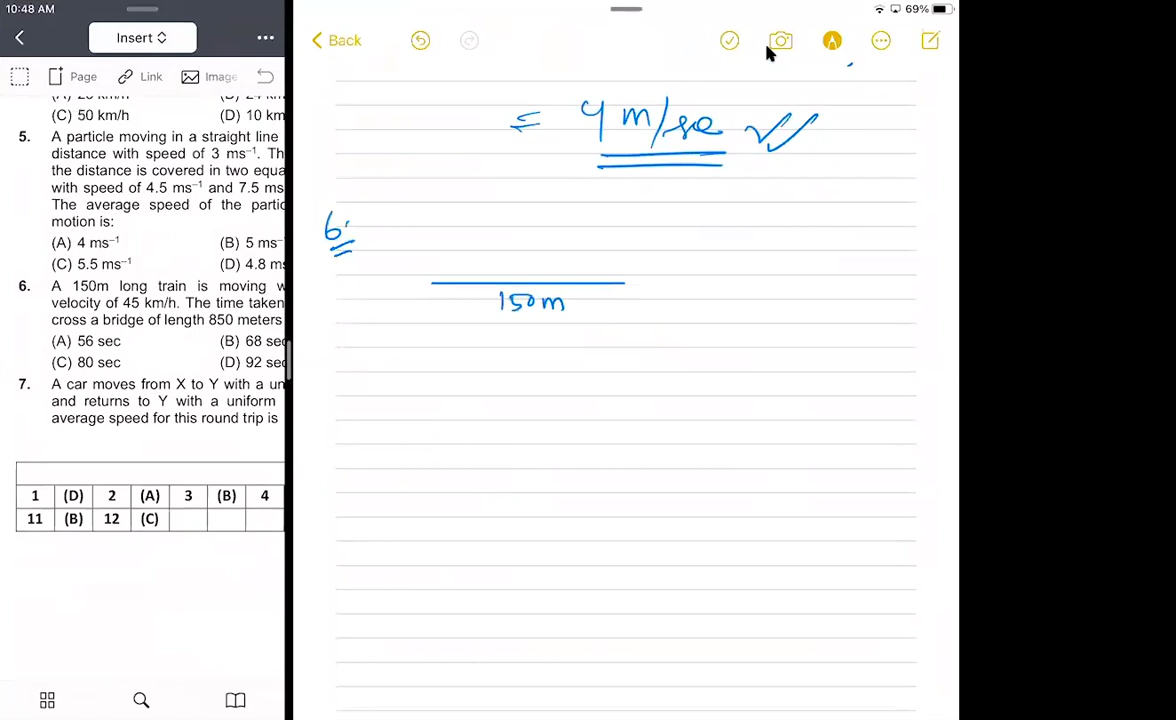 10:48 AM
69%
Insert
Back
Page
Link
Image
(C) 50 km/h
(D) 10 km
5. A particle moving in a straight line
distance with speed of 3 ms⁻¹. Th
the distance is covered in two equa
with speed of 4.5 ms⁻¹ and 7.5 ms
The average speed of the partic
motion is:
(A) 4 ms⁻¹ (B) 5 ms⁻
(C) 5.5 ms⁻¹ (D) 4.8 ms
6. A 150m long train is moving w
velocity of 45 km/h. The time taken
cross a bridge of length 850 meters
(A) 56 sec (B) 68 sec
(C) 80 sec (D) 92 sec
7. A car moves from X to Y with a un
and returns to Y with a uniform
average speed for this round trip is
1 (D) 2 (A) 3 (B) 4
11 (B) 12 (C)
= 4 m/se
6.
150m